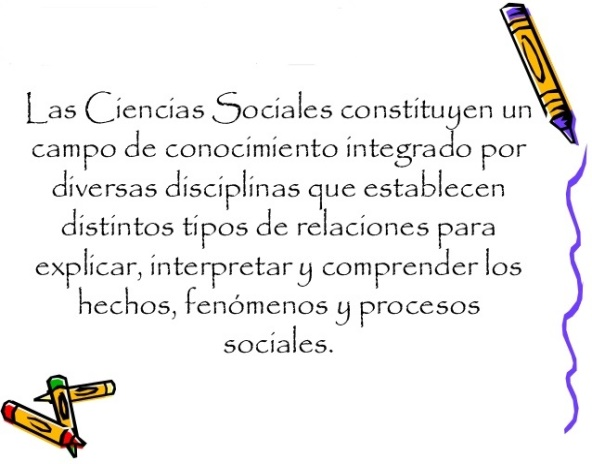 Las Ciencias Sociales constituyen un
campo de conocimiento integrado por
diversas disciplinas que establecen
distintos tipos de relaciones para
explicar, interpretar y comprender los
hechos, fenómenos y procesos
sociales.